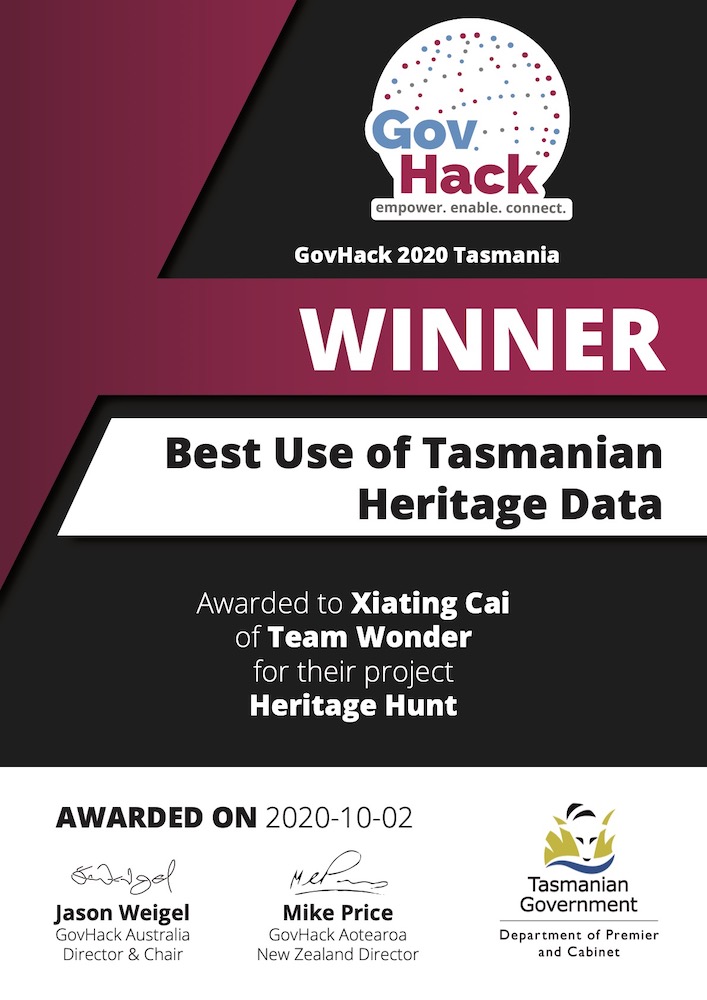 Gov
Hack
empower. enable. connect.
GovHack 2020 Tasmania
WINNER
Best Use of Tasmanian
Heritage Data
Awarded to Xiating Cai
of Team Wonder
for their project
Heritage Hunt
AWARDED ON 2020-10-02
Jason Weigel
GovHack Australia
Director & Chair
Mike Price
GovHack Aotearoa
New Zealand Director
Tasmanian
Government
Department of Premier
and Cabinet